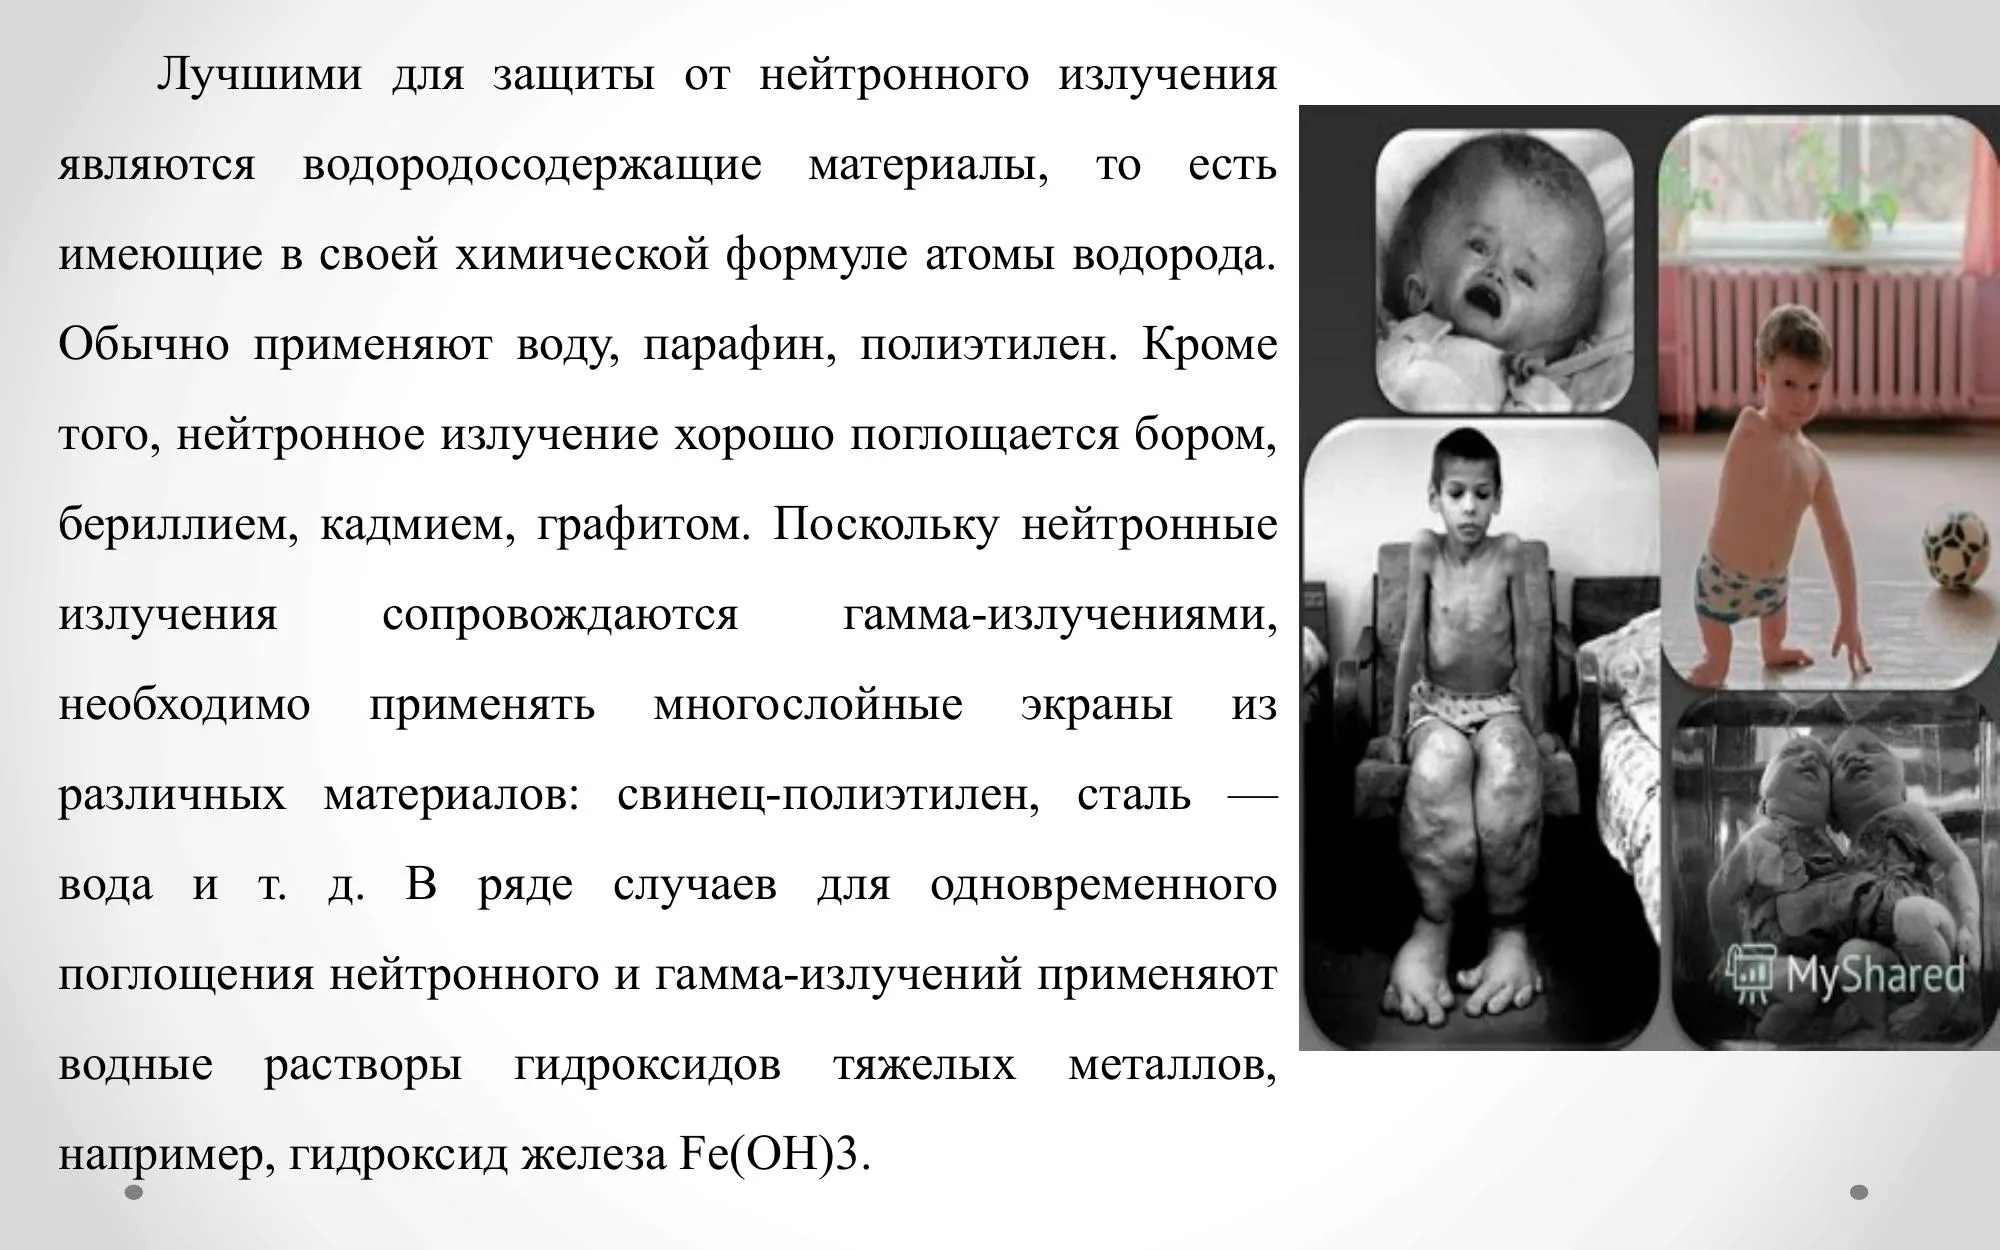 Лучшими для защиты от нейтронного излучения
являются водородосодержащие материалы, то есть
имеющие в своей химической формуле атомы водорода.
Обычно применяют воду, парафин, полиэтилен. Кроме
того, нейтронное излучение хорошо поглощается бором,
бериллием, кадмием, графитом. Поскольку нейтронные
излучения сопровождаются гамма-излучениями,
необходимо применять многослойные экраны из
различных материалов: свинец-полиэтилен, сталь —
вода и т. д. В ряде случаев для одновременного
поглощения нейтронного и гамма-излучений применяют
водные растворы гидроксидов тяжелых металлов,
например, гидроксид железа Fe(OH)3.
MyShared